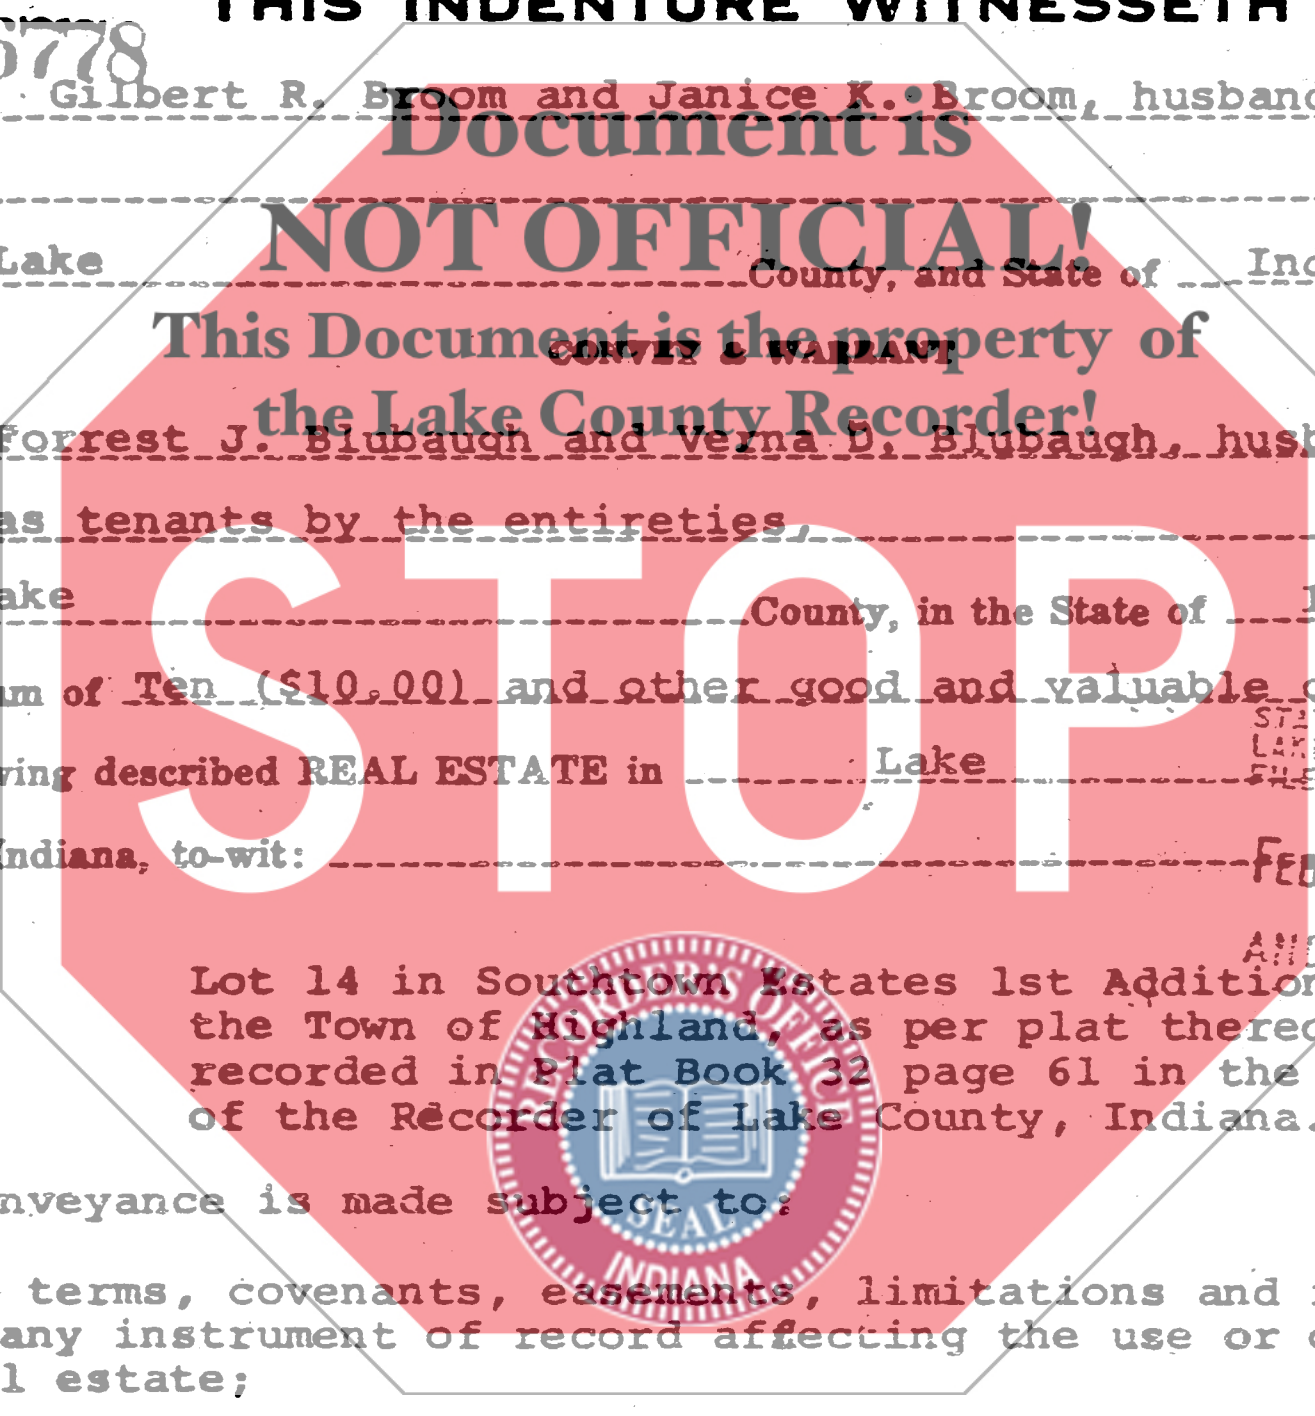 THIS INDENTURE WITNESSETH
5778
Gilbert R. Broom and Janice K. Broom, husband
Document is
NOT OFFICIAL!
Lake County, and State of Ind
This Document is the property of
CONVEY & WARRANT
the Lake County Recorder!
Forrest J. Blubaugh and Verna D. Blubaugh, husb
as tenants by the entireties,
STOP
ake County, in the State of I
um of Ten ($10.00) and other good and valuable c
ving described REAL ESTATE in Lake
Indiana, to-wit:
Lot 14 in Southtown Estates 1st Addition
the Town of Highland, as per plat thereo
recorded in Plat Book 32 page 61 in the
of the Recorder of Lake County, Indiana.
RECORDER'S OFFICE
SEAL
INDIANA
nveyance is made subject to:
terms, covenants, easements, limitations and
any instrument of record affecting the use or o
l estate;